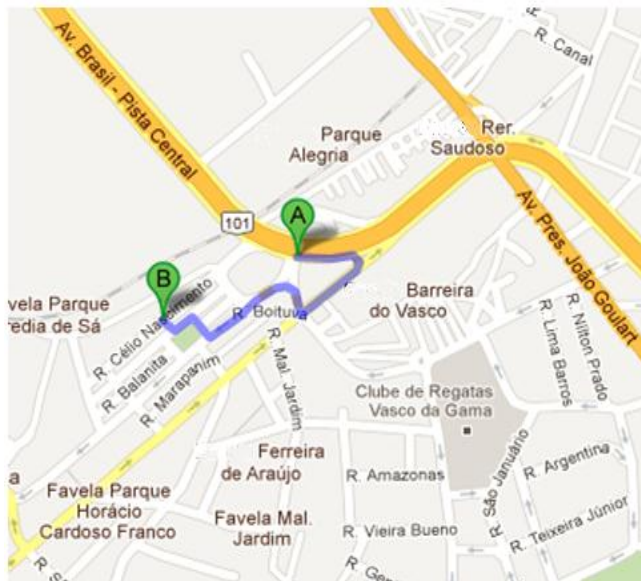 R. Canal
Av. Brasil - Pista Central
Parque
Alegria
Rer.
Saudoso
101
A
Av. Pres. João Goulart
B
Barreira
do Vasco
vela Parque
redia de Sá
R. Célio Nascimento
R. Boituva
R. Balanita
R. Marapanim
R. Mal. Jardim
R. Nilton Prado
R. Lima Barros
Clube de Regatas
Vasco da Gama
Ferreira
de Araújo
R. Amazonas
R. São Januário
R. Argentina
a
Favela Parque
Horácio
Cardoso Franco
Favela Mal.
Jardim
R. Vieira Bueno
R. Teixeira Júnior